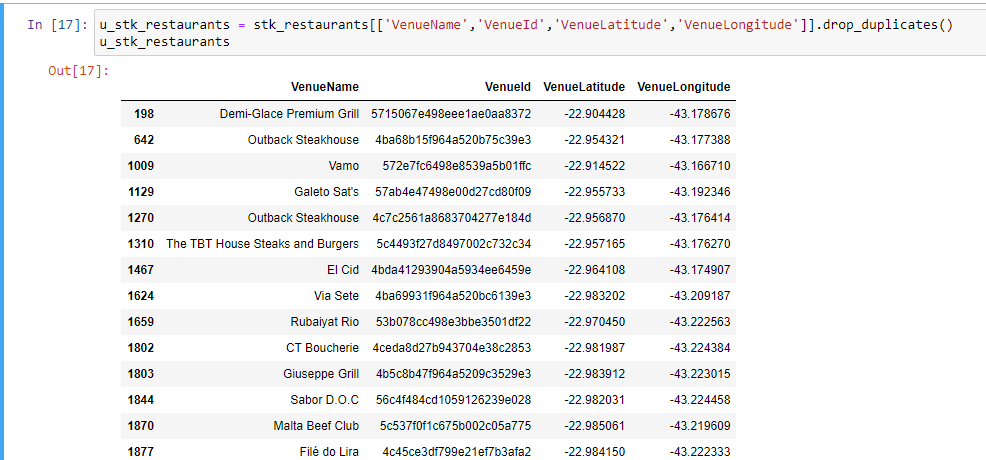 In [17]: u_stk_restaurants = stk_restaurants[['VenueName','VenueId','VenueLatitude','VenueLongitude']].drop_duplicates()
u_stk_restaurants
Out[17]:
VenueName VenueId VenueLatitude VenueLongitude
198 Demi-Glace Premium Grill 5715067e498eee1ae0aa8372 -22.904428 -43.178676
642 Outback Steakhouse 4ba68b15f964a520b75c39e3 -22.954321 -43.177388
1009 Vamo 572e7fc6498e8539a5b01ffc -22.914522 -43.166710
1129 Galeto Sat's 57ab4e47498e00d27cd80f09 -22.955733 -43.192346
1270 Outback Steakhouse 4c7c2561a8683704277e184d -22.956870 -43.176414
1310 The TBT House Steaks and Burgers 5c4493f27d8497002c732c34 -22.957165 -43.176270
1467 El Cid 4bda41293904a5934ee6459e -22.964108 -43.174907
1624 Via Sete 4ba69931f964a520bc6139e3 -22.983202 -43.209187
1659 Rubaiyat Rio 53b078cc498e3bbe3501df22 -22.970450 -43.222563
1802 CT Boucherie 4ceda8d27b943704e38c2853 -22.981987 -43.224384
1803 Giuseppe Grill 4b5c8b47f964a5209c3529e3 -22.983912 -43.223015
1844 Sabor D.O.C 56c4f484cd1059126239e028 -22.982031 -43.224458
1870 Malta Beef Club 5c537f0f1c675b002c05a775 -22.985061 -43.219609
1877 Filé do Lira 4c45ce3df799e21ef7b3afa2 -22.984150 -43.222333